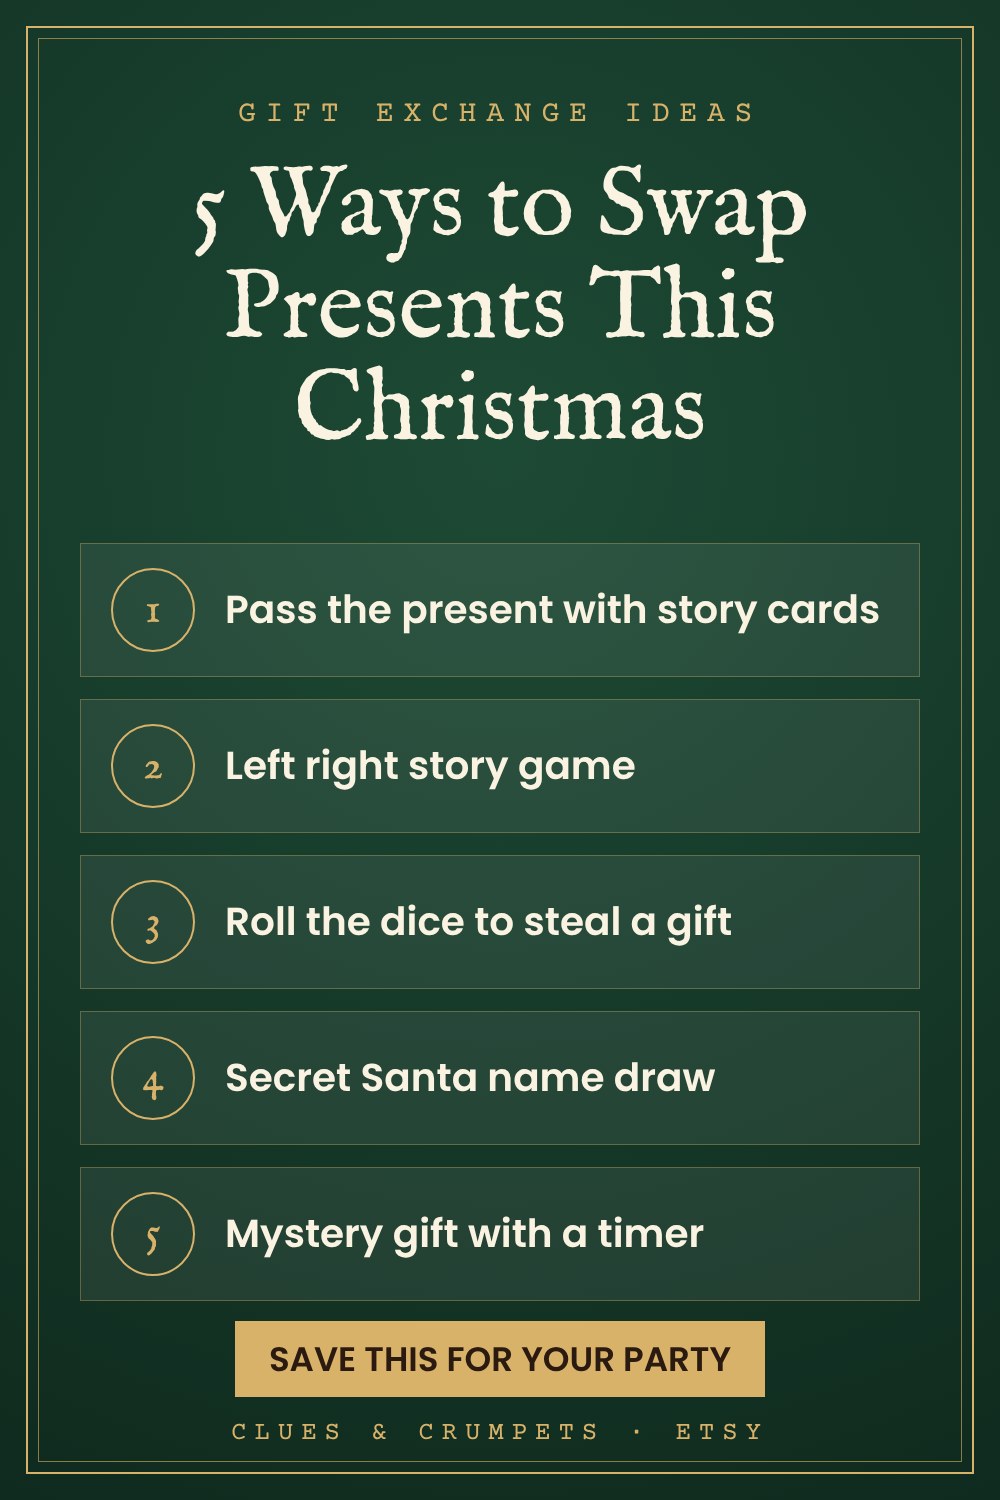 GIFT EXCHANGE IDEAS
5 Ways to Swap
Presents This
Christmas
1 Pass the present with story cards
2 Left right story game
3 Roll the dice to steal a gift
4 Secret Santa name draw
5 Mystery gift with a timer
SAVE THIS FOR YOUR PARTY
CLUES & CRUMPETS · ETSY